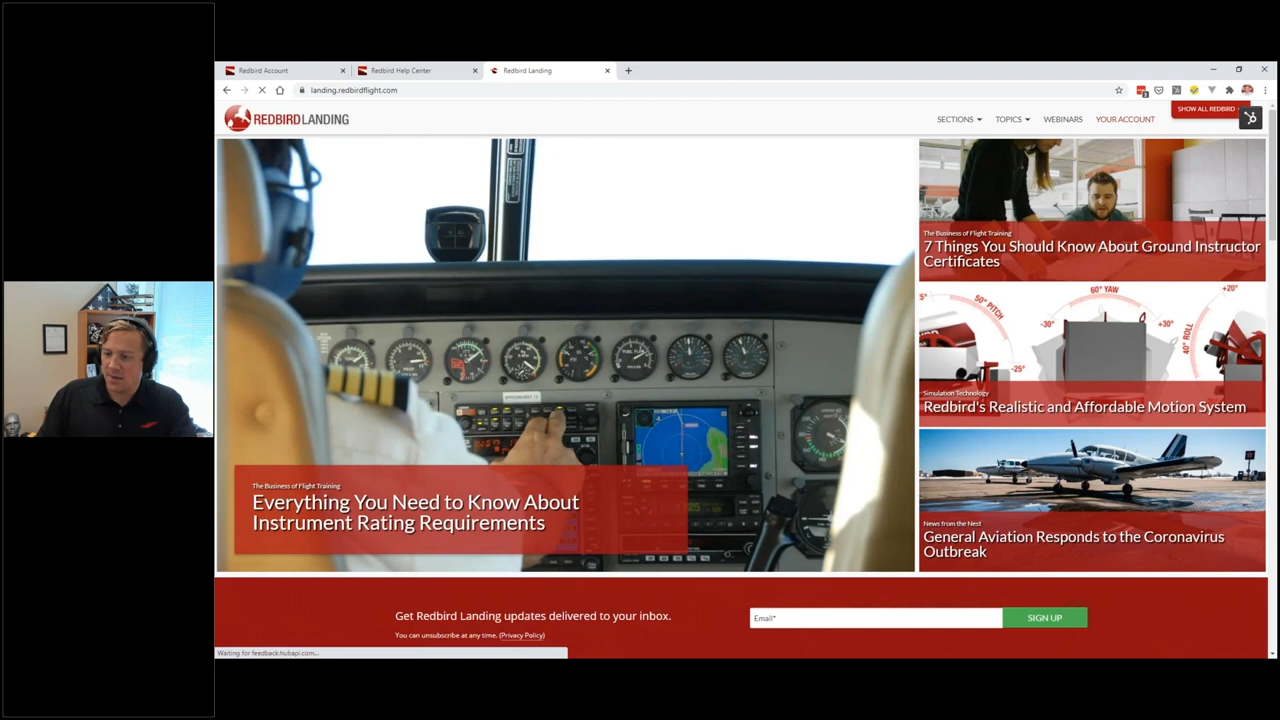 Redbird Account
Redbird Help Center
Redbird Landing
landing.redbirdflight.com
REDBIRDLANDING
SECTIONS
TOPICS
WEBINARS
YOUR ACCOUNT
SHOW ALL REDBIRD
The Business of Flight Training
Everything You Need to Know About
Instrument Rating Requirements
The Business of Flight Training
7 Things You Should Know About Ground Instructor
Certificates
50° PITCH
60° YAW
-30°
+30°
-25°
40° ROLL
+20°
Simulation Technology
Redbird's Realistic and Affordable Motion System
News from the Nest
General Aviation Responds to the Coronavirus
Outbreak
Get Redbird Landing updates delivered to your inbox.
You can unsubscribe at any time. (Privacy Policy)
Email*
SIGN UP
Waiting for feedback.hubapi.com...